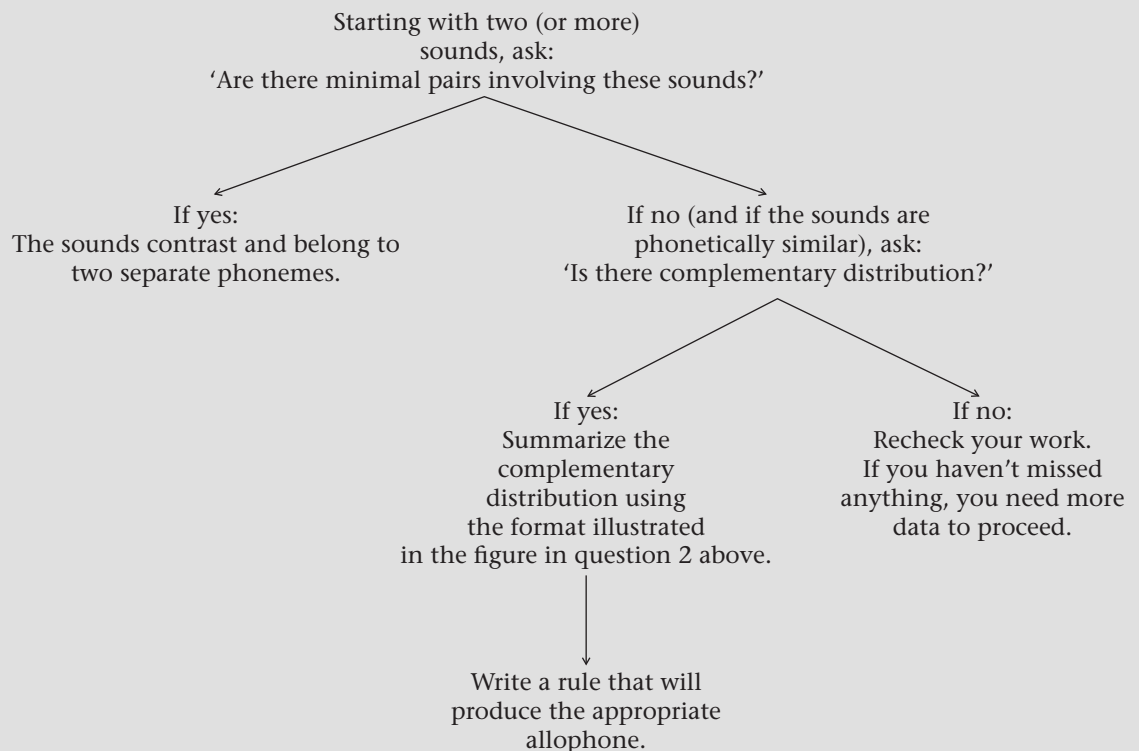 Starting with two (or more)
sounds, ask:
‘Are there minimal pairs involving these sounds?’
If yes:
The sounds contrast and belong to
two separate phonemes.
If no (and if the sounds are
phonetically similar), ask:
‘Is there complementary distribution?’
If yes:
Summarize the
complementary
distribution using
the format illustrated
in the figure in question 2 above.
If no:
Recheck your work.
If you haven’t missed
anything, you need more
data to proceed.
Write a rule that will
produce the appropriate
allophone.